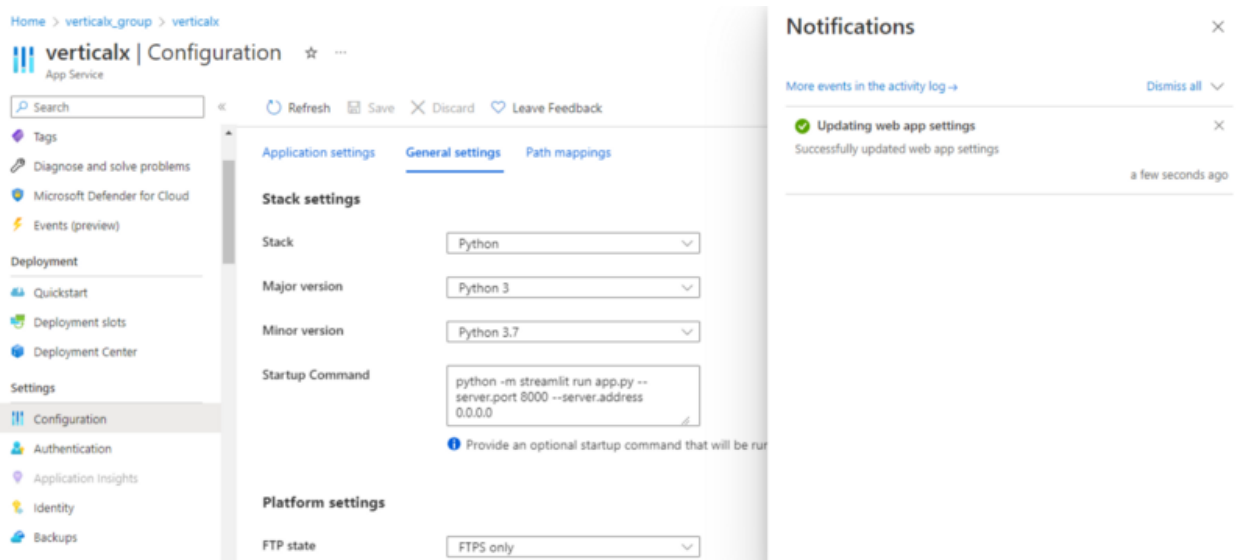 Home > verticalx_group > verticalx
verticalx | Configuration
App Service
Search
Tags
Diagnose and solve problems
Microsoft Defender for Cloud
Events (preview)
Deployment
Quickstart
Deployment slots
Deployment Center
Settings
Configuration
Authentication
Application Insights
Identity
Backups
Refresh Save Discard Leave Feedback
Application settings General settings Path mappings
Stack settings
Stack Python
Major version Python 3
Minor version Python 3.7
Startup Command
python -m streamlit run app.py --
server.port 8000 --server.address
0.0.0.0
Provide an optional startup command that will be rur
Platform settings
FTP state FTPS only
Notifications
More events in the activity log → Dismiss all
Updating web app settings
Successfully updated web app settings
a few seconds ago